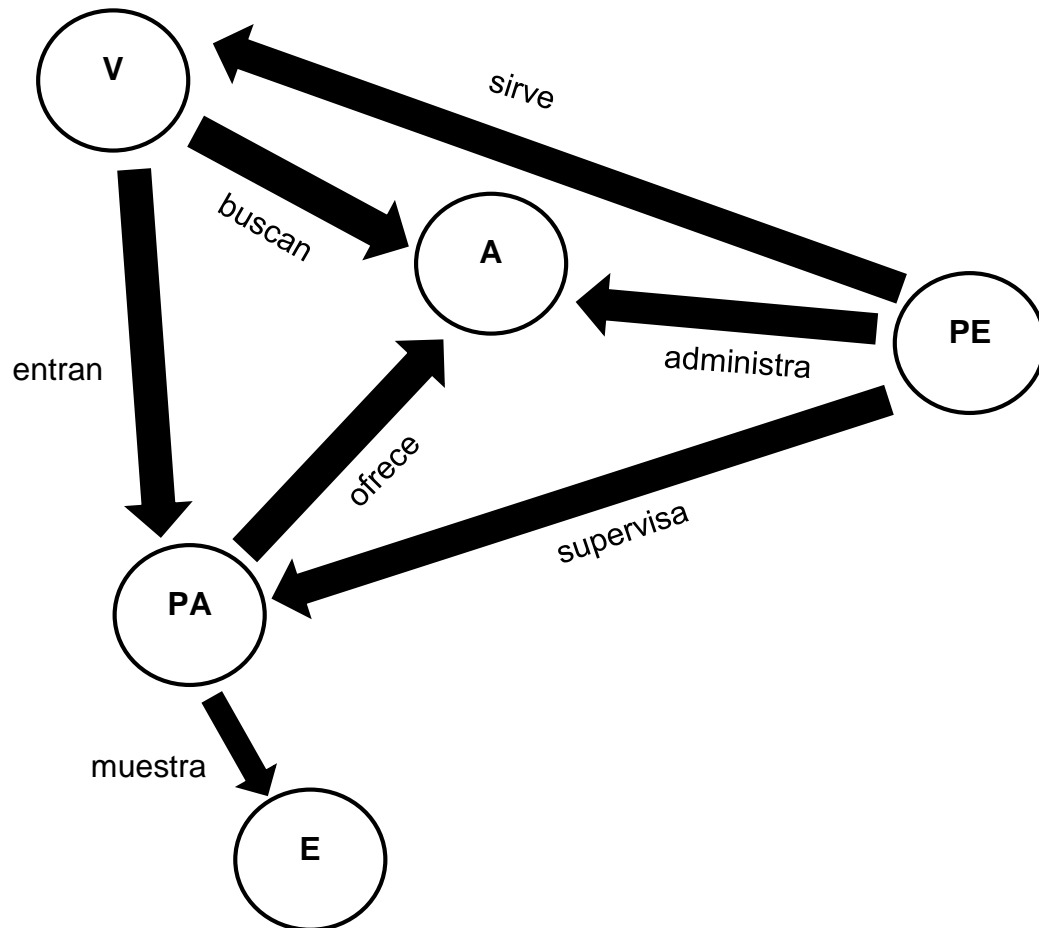 V
sirve
buscan
A
PE
administra
entran
ofrece
supervisa
PA
muestra
E